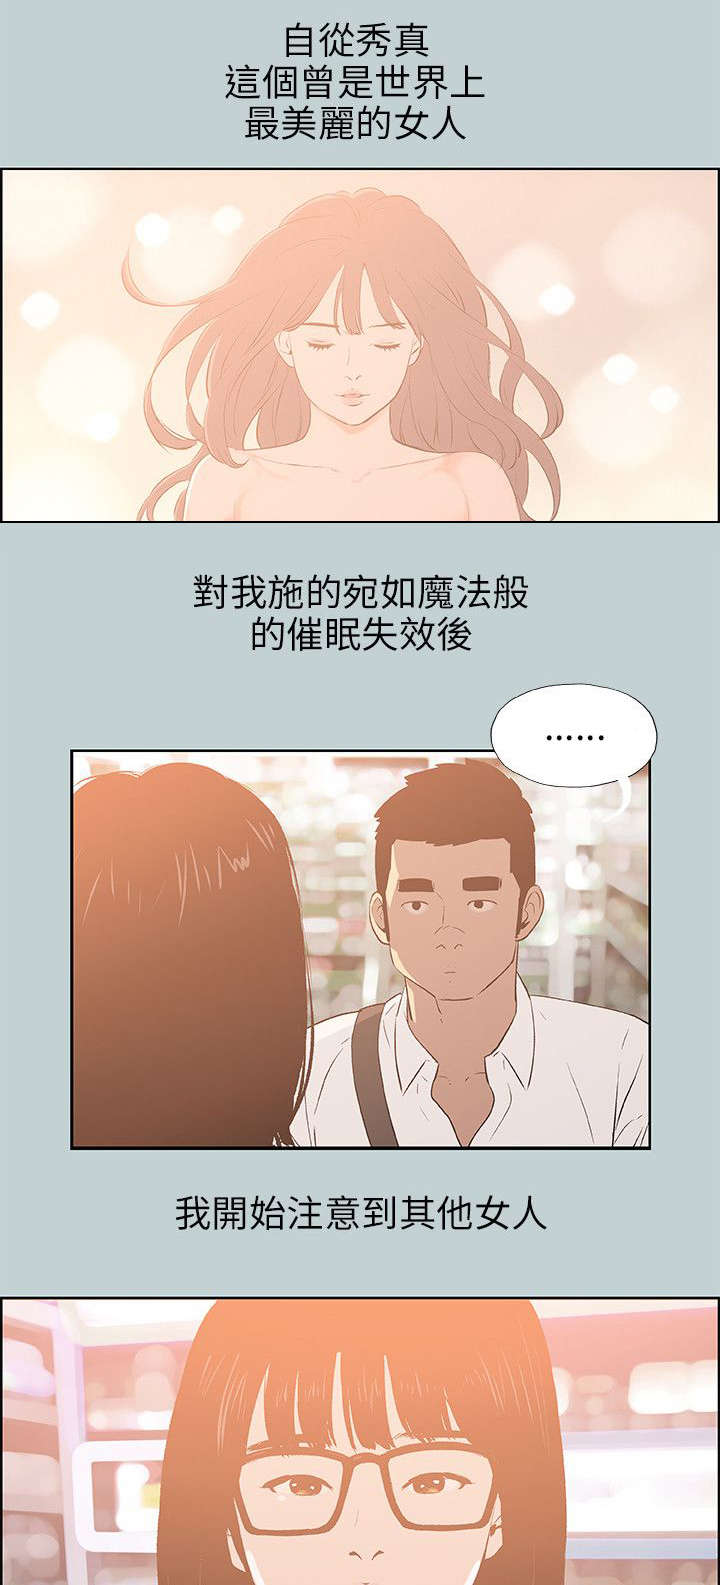 自從秀真
這個曾是世界上
最美麗的女人
對我施的宛如魔法般
的催眠失效後
......
我開始注意到其他女人